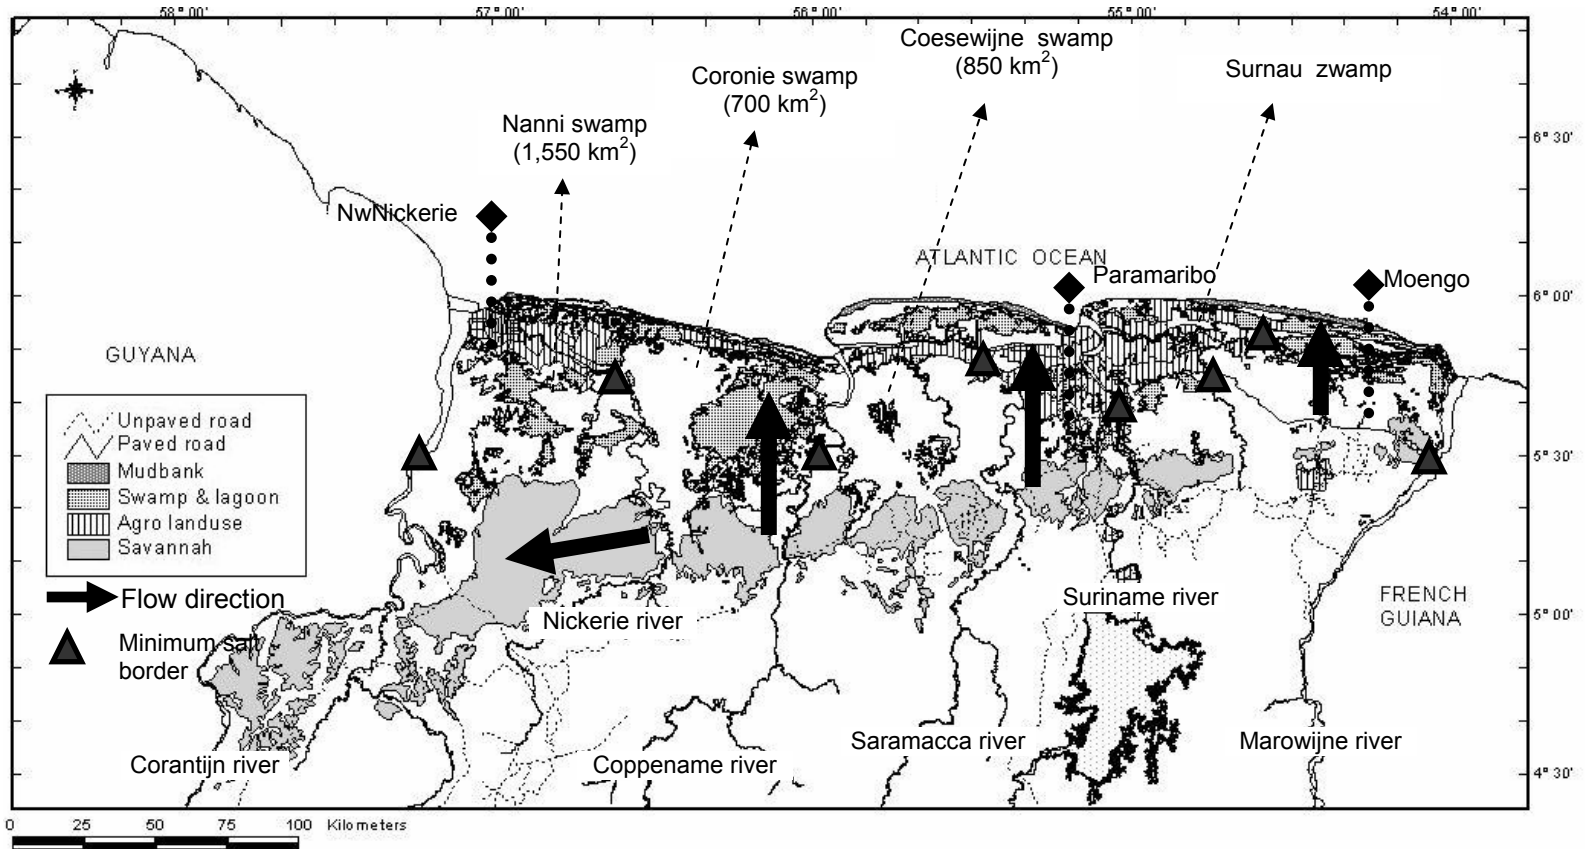 58° 00'
57° 00'
56° 00'
55° 00'
54° 00'
Coesewijne swamp
(850 km2)
Coronie swamp
(700 km2)
Surnau zwamp
Nanni swamp
(1,550 km2)
6° 30'
NwNickerie
ATLANTIC OCEAN
Paramaribo
Moengo
6° 00'
GUYANA
Unpaved road
Paved road
Mudbank
Swamp & lagoon
Agro landuse
Savannah
5° 30'
Flow direction
Minimum salt
border
Nickerie river
Suriname river
FRENCH
GUIANA
5° 00'
Corantijn river
Coppename river
Saramacca river
Marowijne river
4° 30'
0 25 50 75 100 Kilometers